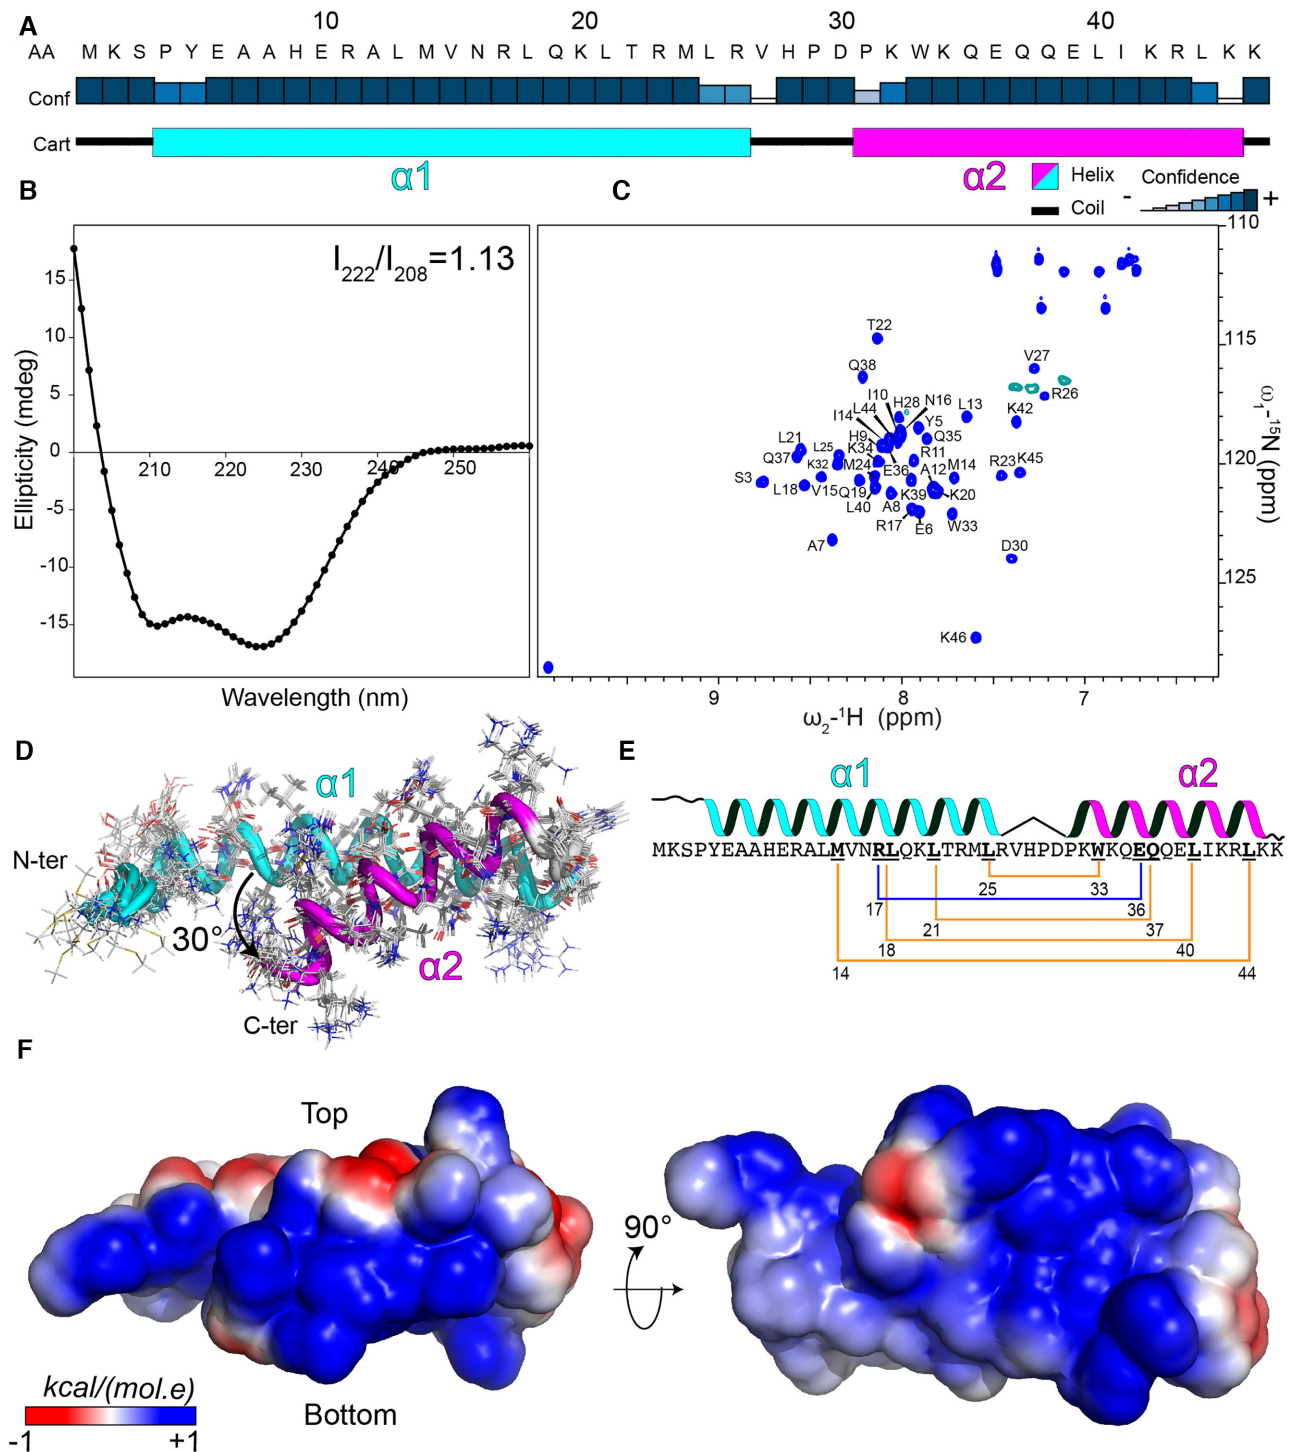 A
10 20 30 40
AA M K S P Y E A A H E R A L M V N R L Q K L T R M L R V H P D P K W K Q E Q Q E L I K R L K K
Conf
Cart
α1 α2
Helix
Coil
Confidence
- +
B
I222/I208=1.13
Ellipticity (mdeg)
15
10
5
0
-5
-10
-15
210 220 230 240 250
Wavelength (nm)
C
110
115
120
125
ω1-15N (ppm)
T22
Q38
V27
R26
I10
H28
N16
L13
K42
I14
L44
Y5
Q35
L21
L25
H9
K34
R11
Q37
K32
M24
E36
A12
M14
R23
K45
S3
L18
V15
Q19
K39
K20
L40
A8
R17
E6
W33
A7
D30
K46
9 8 7
ω2-1H (ppm)
D
α1
N-ter
30°
α2
C-ter
E
α1 α2
MKSPYEAAHERALMVNRLQKLTRMLRVHPDPKWKQEQQELIKRLKK
25 33
17 36
21 37
18 40
14 44
F
Top
90°
Bottom
kcal/(mol.e)
-1 +1